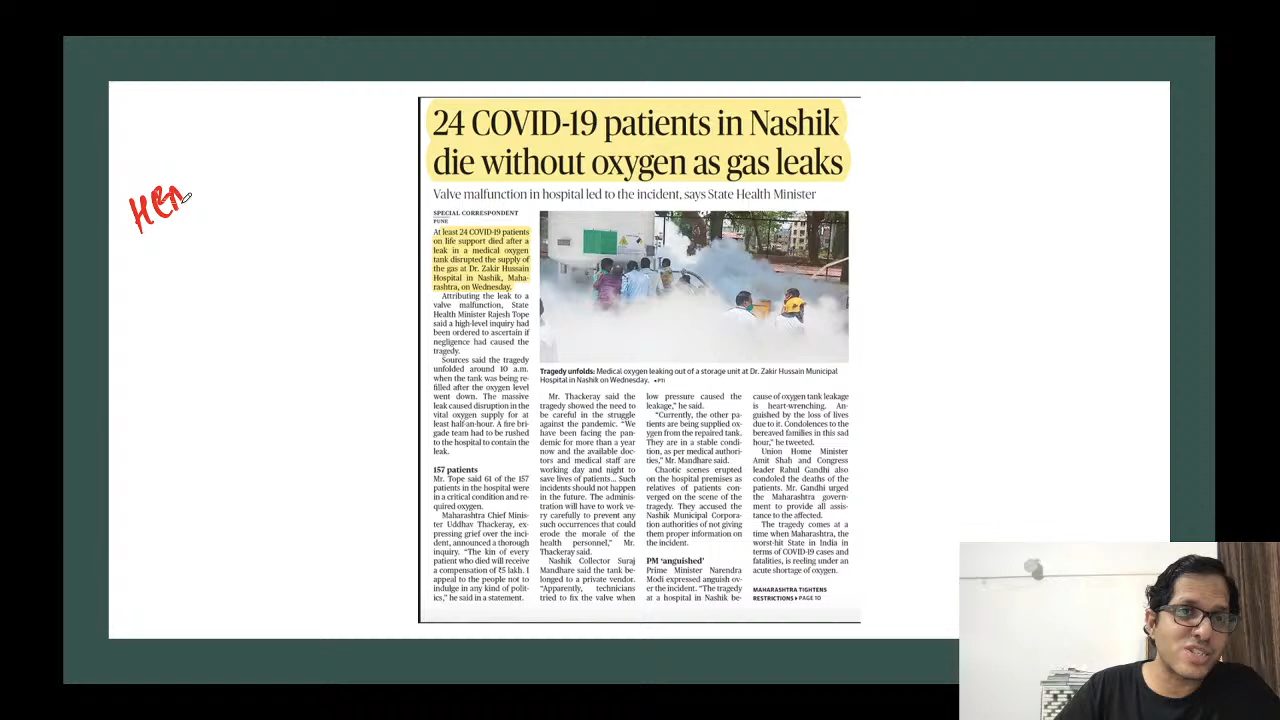 24 COVID-19 patients in Nashik
die without oxygen as gas leaks
Valve malfunction in hospital led to the incident, says State Health Minister
SPECIAL CORRESPONDENT
PUNE
At least 24 COVID-19 patients
on life support died after a
leak in a medical oxygen
tank disrupted the supply of
the gas at Dr. Zakir Hussain
Hospital in Nashik, Maha-
rashtra, on Wednesday.
Attributing the leak to a
valve malfunction, State
Health Minister Rajesh Tope
said a high-level inquiry had
been ordered to ascertain if
negligence had caused the
tragedy.
Sources said the tragedy
unfolded around 10 a.m.
when the tank was being re-
filled after the oxygen level
went down. The massive
leak caused disruption in the
vital oxygen supply for at
least half-an-hour. A fire bri-
gade team had to be rushed
to the hospital to contain the
leak.
157 patients
Mr. Tope said 61 of the 157
patients in the hospital were
in a critical condition and re-
quired oxygen.
Maharashtra Chief Minis-
ter Uddhav Thackeray, ex-
pressing grief over the inci-
dent, announced a thorough
inquiry. “The kin of every
patient who died will receive
a compensation of ₹5 lakh. I
appeal to the people not to
indulge in any kind of polit-
ics,” he said in a statement.
Tragedy unfolds: Medical oxygen leaking out of a storage unit at Dr. Zakir Hussain Municipal
Hospital in Nashik on Wednesday. ◂PTI
Mr. Thackeray said the
tragedy showed the need to
be careful in the struggle
against the pandemic. “We
have been facing the pan-
demic for more than a year
now and the available doc-
tors and medical staff are
working day and night to
save lives of patients... Such
incidents should not happen
in the future. The adminis-
tration will have to work ve-
ry carefully to prevent any
such occurrences that could
erode the morale of the
health personnel,” Mr.
Thackeray said.
Nashik Collector Suraj
Mandhare said the tank be-
longed to a private vendor.
“Apparently, technicians
tried to fix the valve when
low pressure caused the
leakage,” he said.
“Currently, the other pa-
tients are being supplied ox-
ygen from the repaired tank.
They are in a stable condi-
tion, as per medical authori-
ties,” Mr. Mandhare said.
Chaotic scenes erupted
on the hospital premises as
relatives of patients con-
verged on the scene of the
tragedy. They accused the
Nashik Municipal Corpora-
tion authorities of not giving
them proper information on
the incident.
PM ‘anguished’
Prime Minister Narendra
Modi expressed anguish ov-
er the incident. “The tragedy
at a hospital in Nashik be-
cause of oxygen tank leakage
is heart-wrenching. An-
guished by the loss of lives
due to it. Condolences to the
bereaved families in this sad
hour,” he tweeted.
Union Home Minister
Amit Shah and Congress
leader Rahul Gandhi also
condoled the deaths of the
patients. Mr. Gandhi urged
the Maharashtra govern-
ment to provide all assis-
tance to the affected.
The tragedy comes at a
time when Maharashtra, the
worst-hit State in India in
terms of COVID-19 cases and
fatalities, is reeling under an
acute shortage of oxygen.
MAHARASHTRA TIGHTENS
RESTRICTIONS ▸ PAGE 10